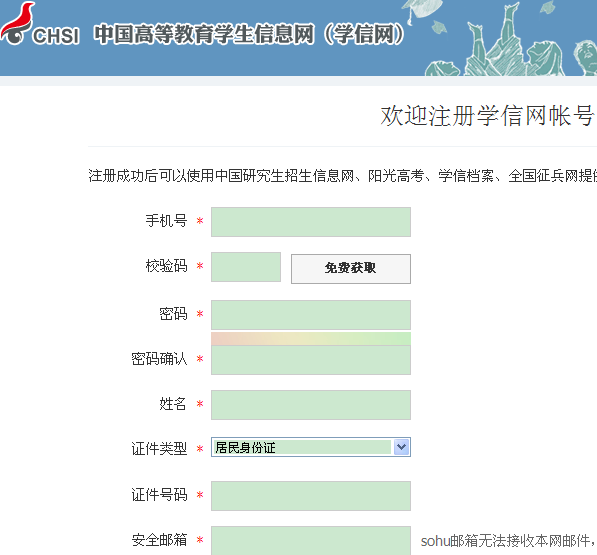 CHSI 中国高等教育学生信息网（学信网）
欢迎注册学信网帐号
注册成功后可以使用中国研究生招生信息网、阳光高考、学信档案、全国征兵网提
手机号 *
校验码 * 免费获取
密码 *
密码确认 *
姓名 *
证件类型 * 居民身份证
证件号码 *
安全邮箱 * sohu邮箱无法接收本网邮件，